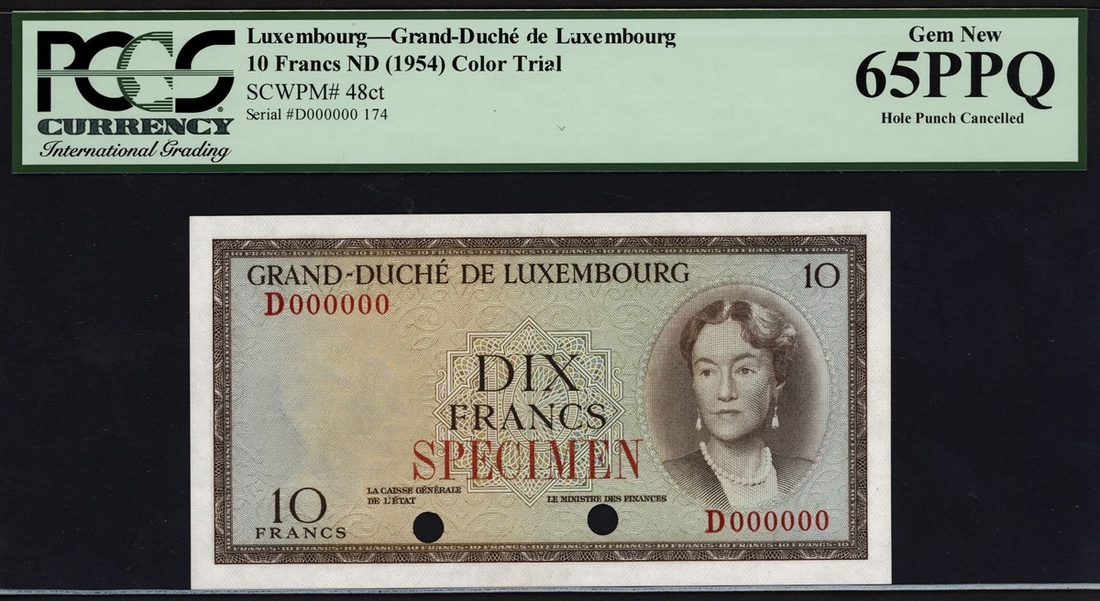 PCGS
CURRENCY
International Grading
Luxembourg—Grand-Duché de Luxembourg
10 Francs ND (1954) Color Trial
SCWPM# 48ct
Serial #D000000 174
Gem New
65PPQ
Hole Punch Cancelled
GRAND-DUCHÉ DE LUXEMBOURG
10
D000000
DIX
FRANCS
SPECIMEN
LA CAISSE GÉNÉRALE
DE L'ÉTAT
LE MINISTRE DES FINANCES
10
FRANCS
D000000